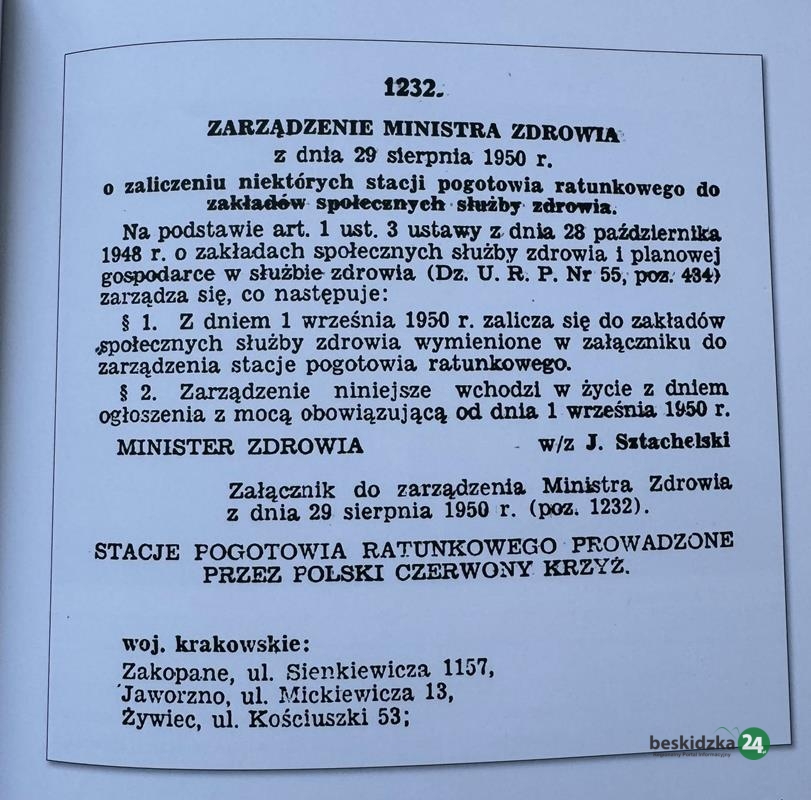 1232.
ZARZĄDZENIE MINISTRA ZDROWIA
z dnia 29 sierpnia 1950 r.
o zaliczeniu niektórych stacji pogotowia ratunkowego do
zakładów społecznych służby zdrowia.
Na podstawie art. 1 ust. 3 ustawy z dnia 28 października
1948 r. o zakładach społecznych służby zdrowia i planowej
gospodarce w służbie zdrowia (Dz. U. R. P. Nr 55, poz. 434)
zarządza się, co następuje:
§ 1. Z dniem 1 września 1950 r. zalicza się do zakładów
społecznych służby zdrowia wymienione w załączniku do
zarządzenia stacje pogotowia ratunkowego.
§ 2. Zarządzenie niniejsze wchodzi w życie z dniem
ogłoszenia z mocą obowiązującą od dnia 1 września 1950 r.
MINISTER ZDROWIA - w/z J. Sztachelski
Załącznik do zarządzenia Ministra Zdrowia
z dnia 29 sierpnia 1950 r. (poz. 1232).
STACJE POGOTOWIA RATUNKOWEGO PROWADZONE
PRZEZ POLSKI CZERWONY KRZYŻ.
woj. krakowskie:
Zakopane, ul. Sienkiewicza 1157,
Jaworzno, ul. Mickiewicza 13,
Żywiec, ul. Kościuszki 53;
beskidzka 24
Regionalny Portal Informacyjny